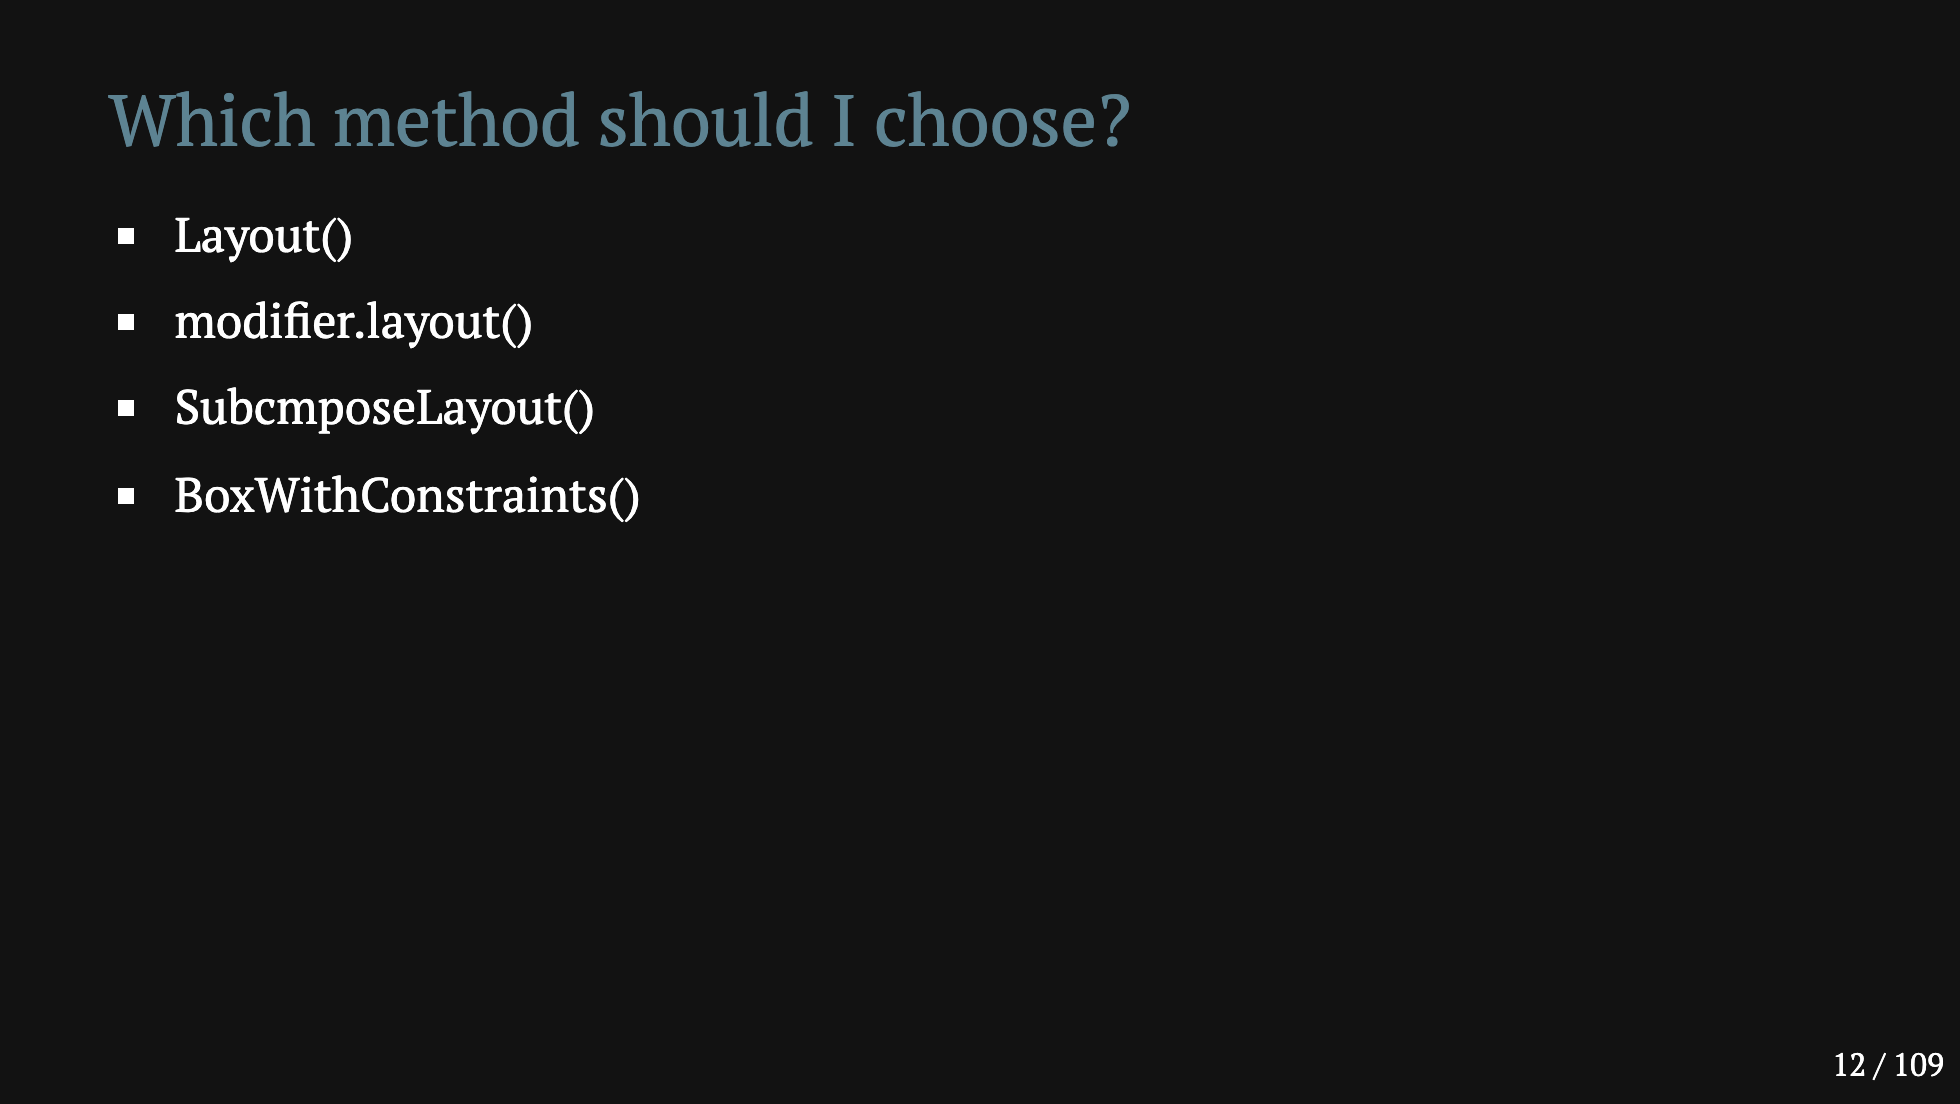 Which method should I choose?
Layout()
modifier.layout()
SubcmposeLayout()
BoxWithConstraints()
12 / 109